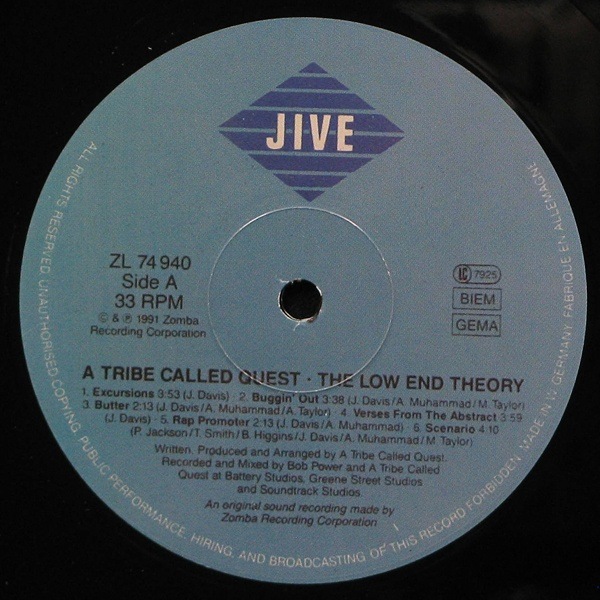 JIVE
ZL 74940
Side A
33 RPM
© & ℗ 1991 Zomba
Recording Corporation
LC 7925
BIEM
GEMA
A TRIBE CALLED QUEST · THE LOW END THEORY
1. Excursions 3:53 (J. Davis) · 2. Buggin' Out 3:38 (J. Davis/A. Muhammad/M. Taylor)
3. Butter 2:13 (J. Davis/A. Muhammad/A. Taylor) · 4. Verses From The Abstract 3:59
(J. Davis) · 5. Rap Promoter 2:13 (J. Davis/A. Muhammad) · 6. Scenario 4:10
(P. Jackson/T. Smith/B. Higgins/J. Davis/A. Muhammad/M. Taylor)
Written, Produced and Arranged by A Tribe Called Quest.
Recorded and Mixed by Bob Power and A Tribe Called
Quest at Battery Studios, Greene Street Studios
and Soundtrack Studios.
An original sound recording made by
Zomba Recording Corporation
ALL RIGHTS RESERVED. UNAUTHORISED COPYING, PUBLIC PERFORMANCE, HIRING, AND BROADCASTING OF THIS RECORD FORBIDDEN. MADE IN W. GERMANY. FABRIQUE EN ALLEMAGNE